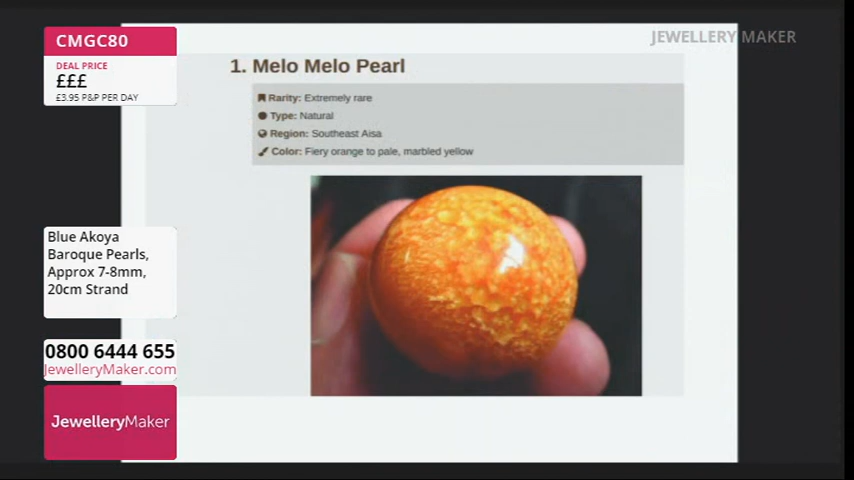 CMGC80
DEAL PRICE
£££
£3.95 P&P PER DAY
JEWELLERY MAKER
1. Melo Melo Pearl
Rarity: Extremely rare
Type: Natural
Region: Southeast Aisa
Color: Fiery orange to pale, marbled yellow
Blue Akoya
Baroque Pearls,
Approx 7-8mm,
20cm Strand
0800 6444 655
JewelleryMaker.com
JewelleryMaker